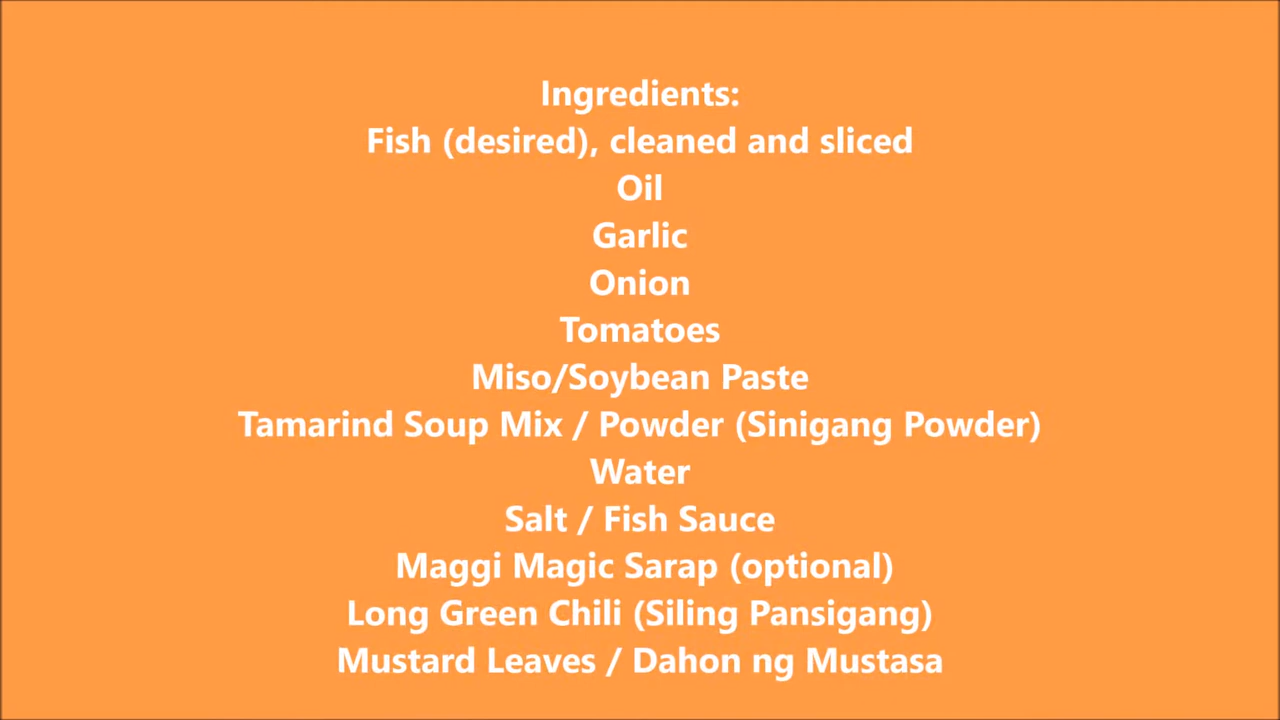 Ingredients:
Fish (desired), cleaned and sliced
Oil
Garlic
Onion
Tomatoes
Miso/Soybean Paste
Tamarind Soup Mix / Powder (Sinigang Powder)
Water
Salt / Fish Sauce
Maggi Magic Sarap (optional)
Long Green Chili (Siling Pansigang)
Mustard Leaves / Dahon ng Mustasa